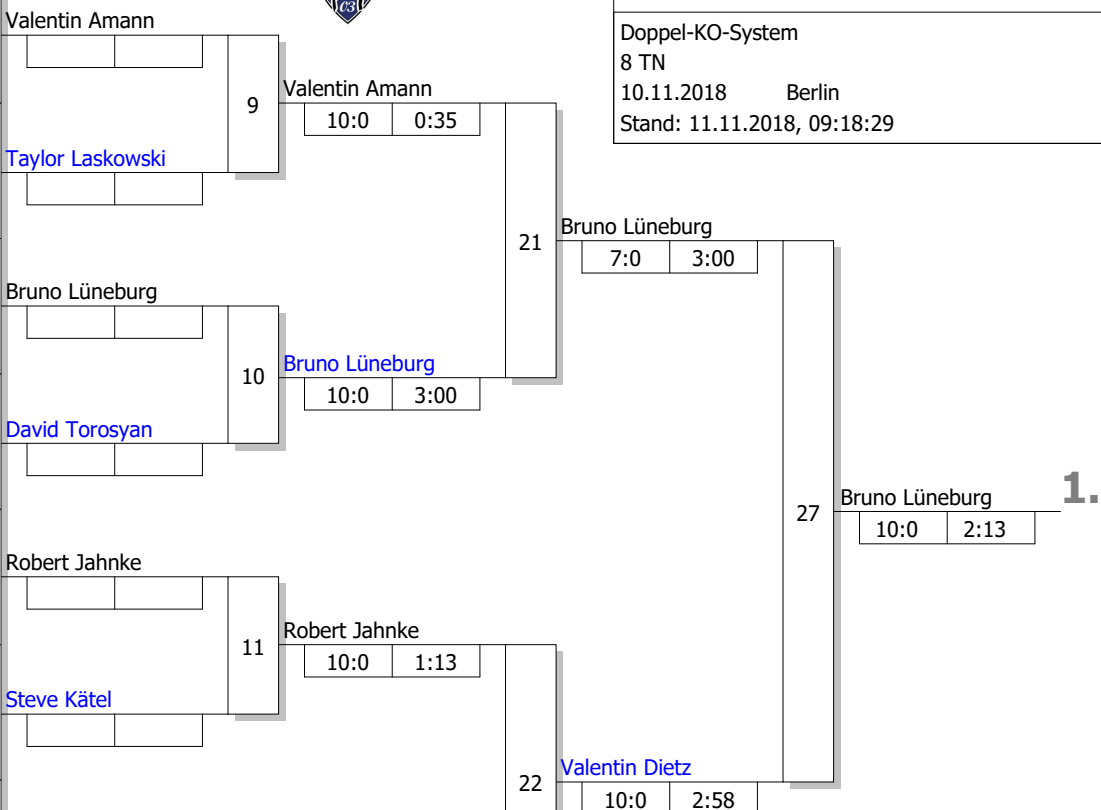 C3
Doppel-KO-System
8 TN
10.11.2018 Berlin
Stand: 11.11.2018, 09:18:29
Valentin Amann
9
Valentin Amann
10:0 0:35
Taylor Laskowski
21
Bruno Lüneburg
7:0 3:00
Bruno Lüneburg
10
Bruno Lüneburg
10:0 3:00
David Torosyan
27
Bruno Lüneburg
1.
10:0 2:13
Robert Jahnke
11
Robert Jahnke
10:0 1:13
Steve Kätel
22
Valentin Dietz
10:0 2:58